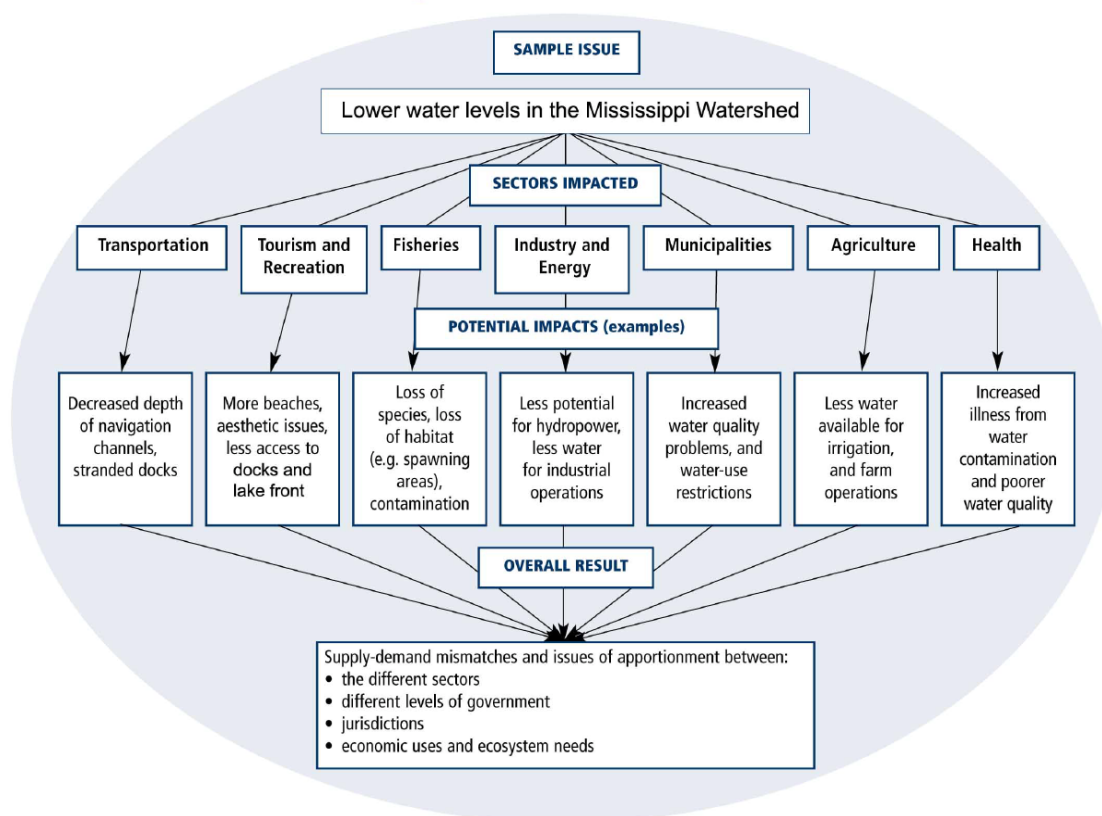 SAMPLE ISSUE
Lower water levels in the Mississippi Watershed
SECTORS IMPACTED
Transportation
Tourism and
Recreation
Fisheries
Industry and
Energy
Municipalities
Agriculture
Health
POTENTIAL IMPACTS (examples)
Decreased depth
of navigation
channels,
stranded docks
More beaches,
aesthetic issues,
less access to
docks and
lake front
Loss of
species, loss
of habitat
(e.g. spawning
areas),
contamination
Less potential
for hydropower,
less water
for industrial
operations
Increased
water quality
problems, and
water-use
restrictions
Less water
available for
irrigation,
and farm
operations
Increased
illness from
water
contamination
and poorer
water quality
OVERALL RESULT
Supply-demand mismatches and issues of apportionment between:
• the different sectors
• different levels of government
• jurisdictions
• economic uses and ecosystem needs